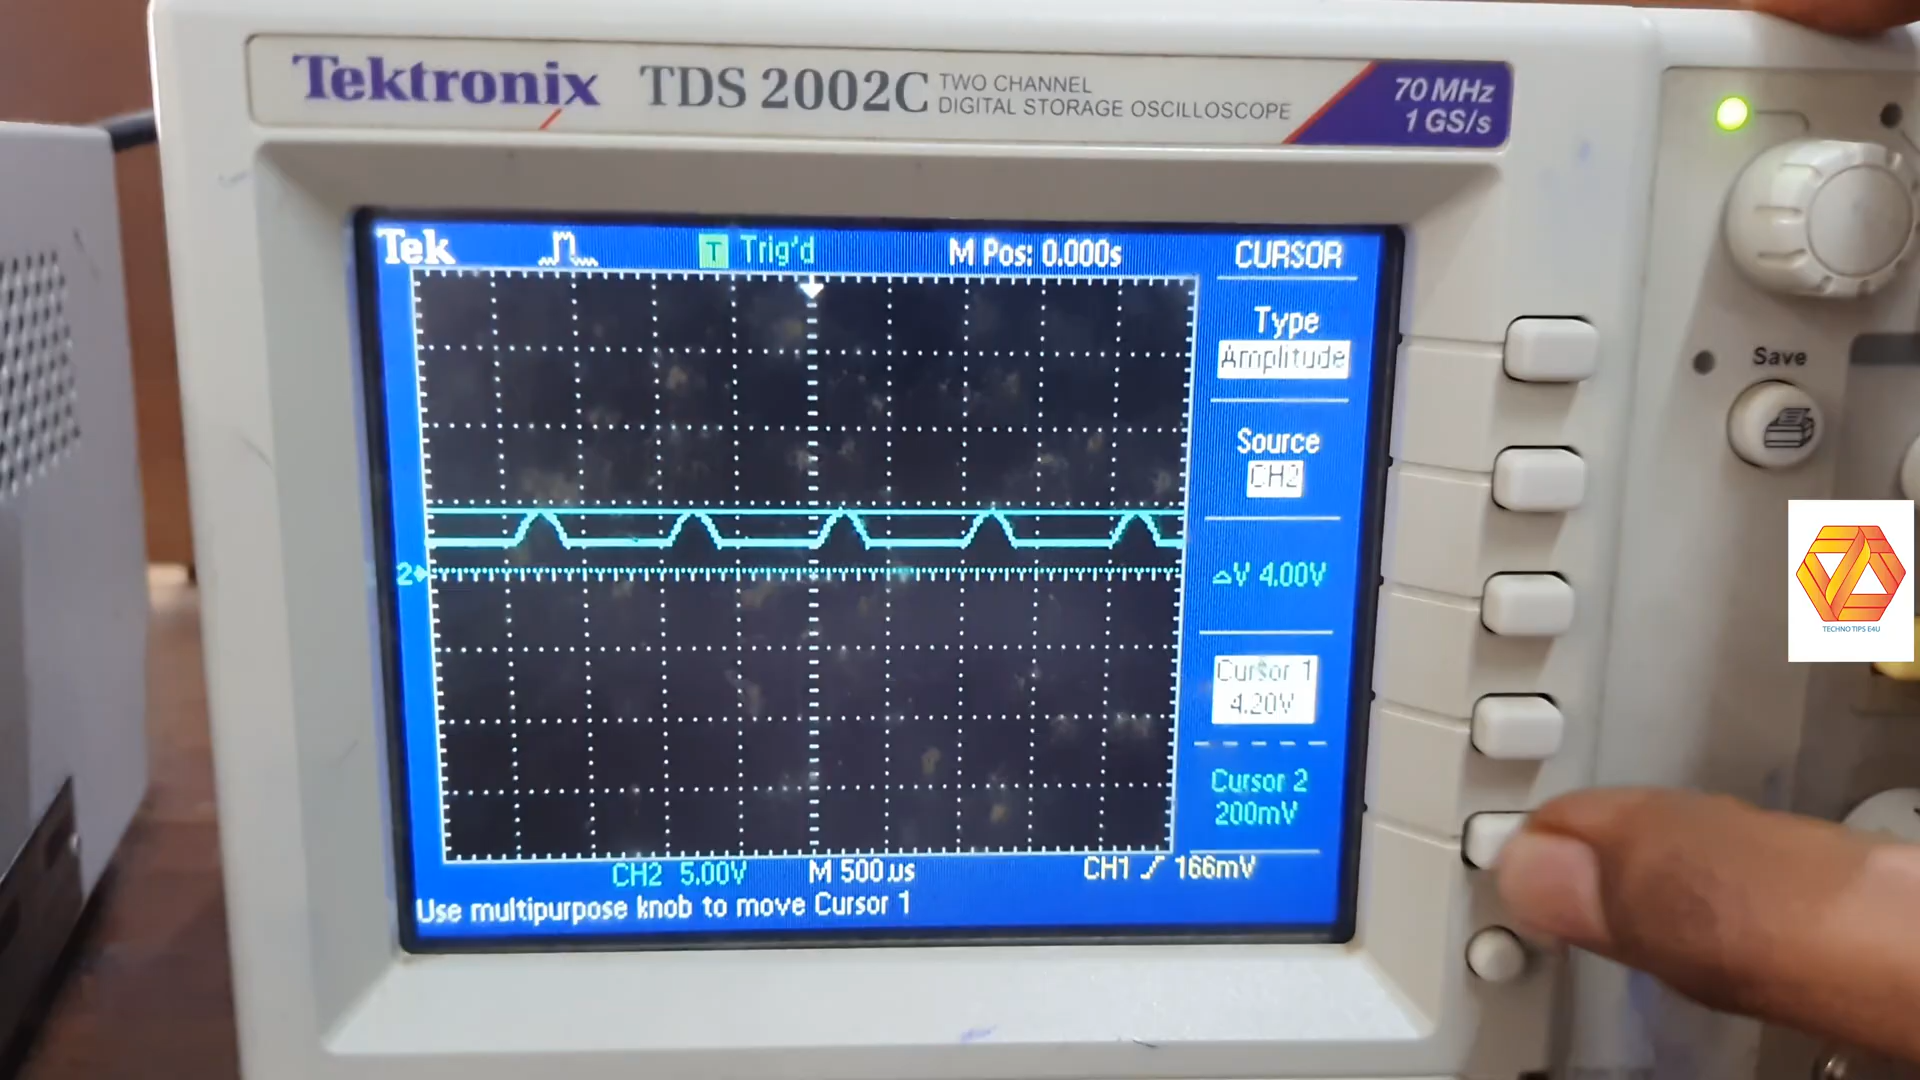 Tektronix TDS 2002C TWO CHANNEL
DIGITAL STORAGE OSCILLOSCOPE
70 MHz
1 GS/s
Tek T Trig'd M Pos: 0.000s CURSOR
Type
Amplitude
Source
CH2
△V 4.00V
Cursor 1
4.20V
Cursor 2
200mV
2
CH2 5.00V M 500µs CH1 166mV
Use multipurpose knob to move Cursor 1
Save
TECHNO TIPS E4U